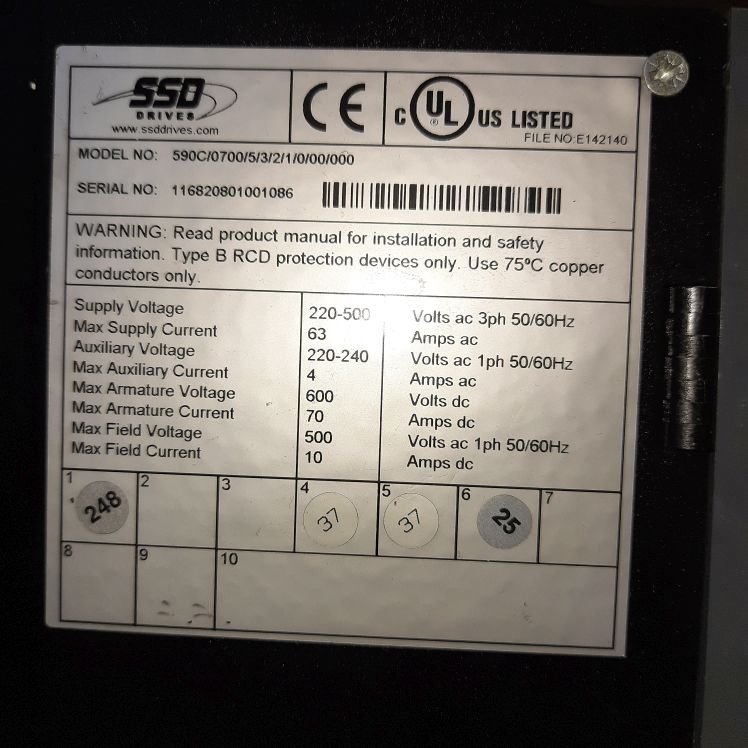 SSD
DRIVES
www.ssddrives.com
CE
C UL ® US LISTED
FILE NO:E142140
MODEL NO: 590C/0700/5/3/2/1/0/00/000
SERIAL NO: 116820801001086
WARNING: Read product manual for installation and safety
information. Type B RCD protection devices only. Use 75ºC copper
conductors only.
Supply Voltage 220-500 Volts ac 3ph 50/60Hz
Max Supply Current 63 Amps ac
Auxiliary Voltage 220-240 Volts ac 1ph 50/60Hz
Max Auxiliary Current 4 Amps ac
Max Armature Voltage 600 Volts dc
Max Armature Current 70 Amps dc
Max Field Voltage 500 Volts ac 1ph 50/60Hz
Max Field Current 10 Amps dc
1 248 2 3 4 37 5 37 6 25 7
8 9 10